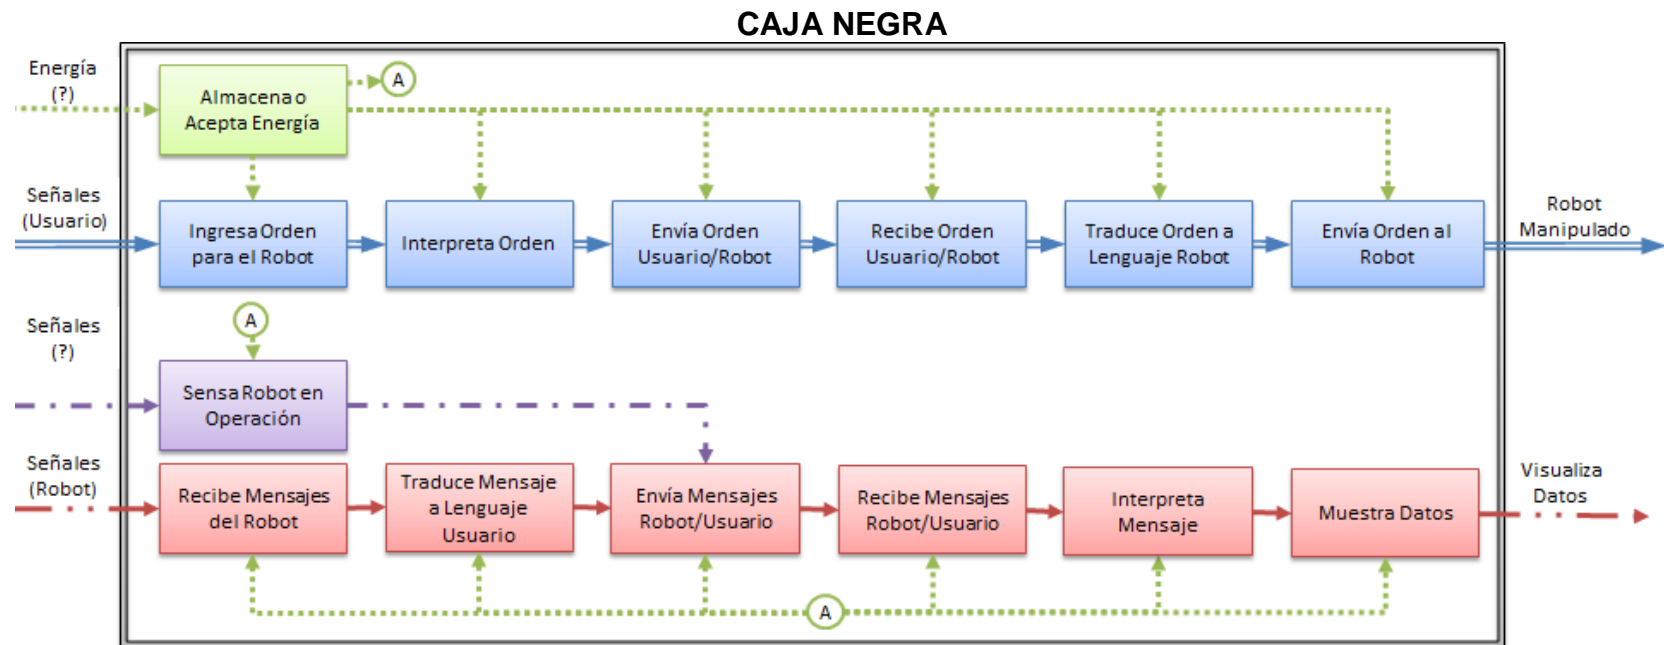 CAJA NEGRA
Energía
(?)
Almacena o
Acepta Energía
A
Señales
(Usuario)
Ingresa Orden
para el Robot
Interpreta Orden
Envía Orden
Usuario/Robot
Recibe Orden
Usuario/Robot
Traduce Orden a
Lenguaje Robot
Envía Orden al
Robot
Robot
Manipulado
Señales
(?)
A
Sensa Robot en
Operación
Señales
(Robot)
Recibe Mensajes
del Robot
Traduce Mensaje
a Lenguaje
Usuario
Envía Mensajes
Robot/Usuario
Recibe Mensajes
Robot/Usuario
Interpreta
Mensaje
Muestra Datos
Visualiza
Datos
A